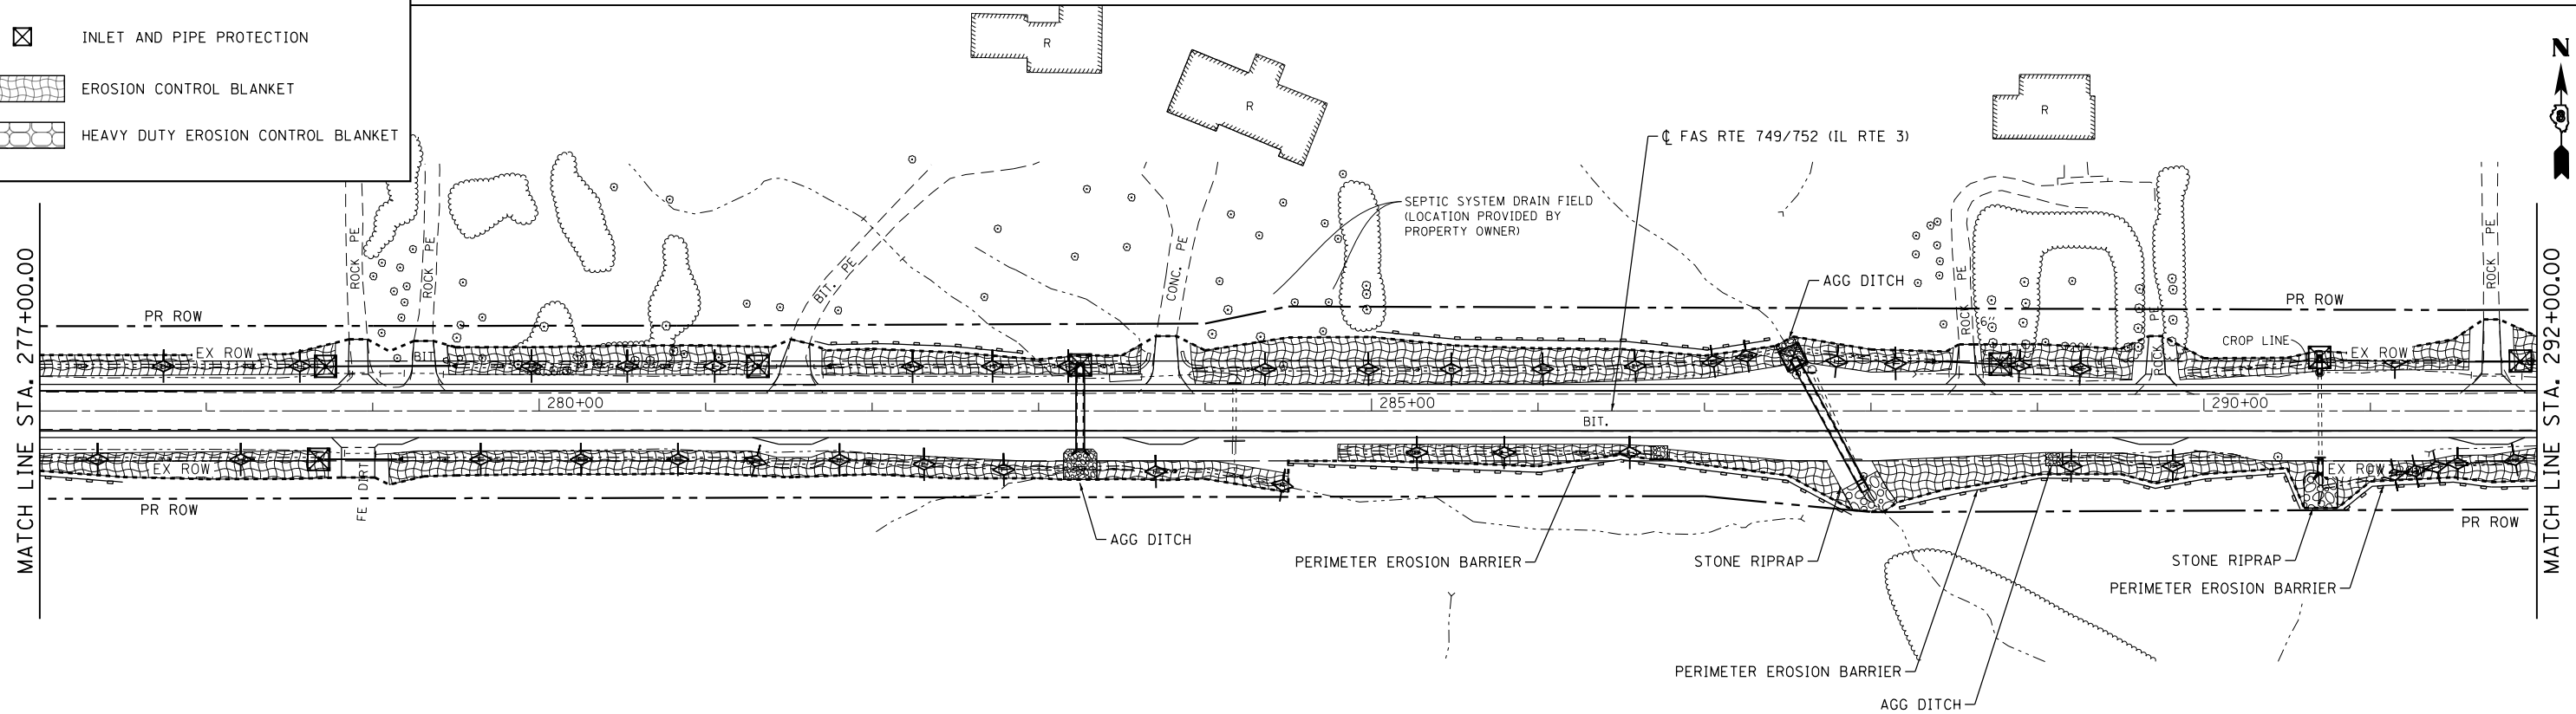 INLET AND PIPE PROTECTION
EROSION CONTROL BLANKET
HEAVY DUTY EROSION CONTROL BLANKET
R
R
R
N
8
℄ FAS RTE 749/752 (IL RTE 3)
SEPTIC SYSTEM DRAIN FIELD
(LOCATION PROVIDED BY
PROPERTY OWNER)
AGG DITCH
MATCH LINE STA. 277+00.00
MATCH LINE STA. 292+00.00
ROCK PE
ROCK PE
BIT. PE
CONC. PE
ROCK PE
6"
PE
ROCK PE
PR ROW
PR ROW
EX ROW
BIT.
CROP LINE
EX ROW
280+00
285+00
290+00
BIT.
EX ROW
EX ROW
FE DIRT
PR ROW
PR ROW
AGG DITCH
PERIMETER EROSION BARRIER
STONE RIPRAP
STONE RIPRAP
PERIMETER EROSION BARRIER
PERIMETER EROSION BARRIER
AGG DITCH